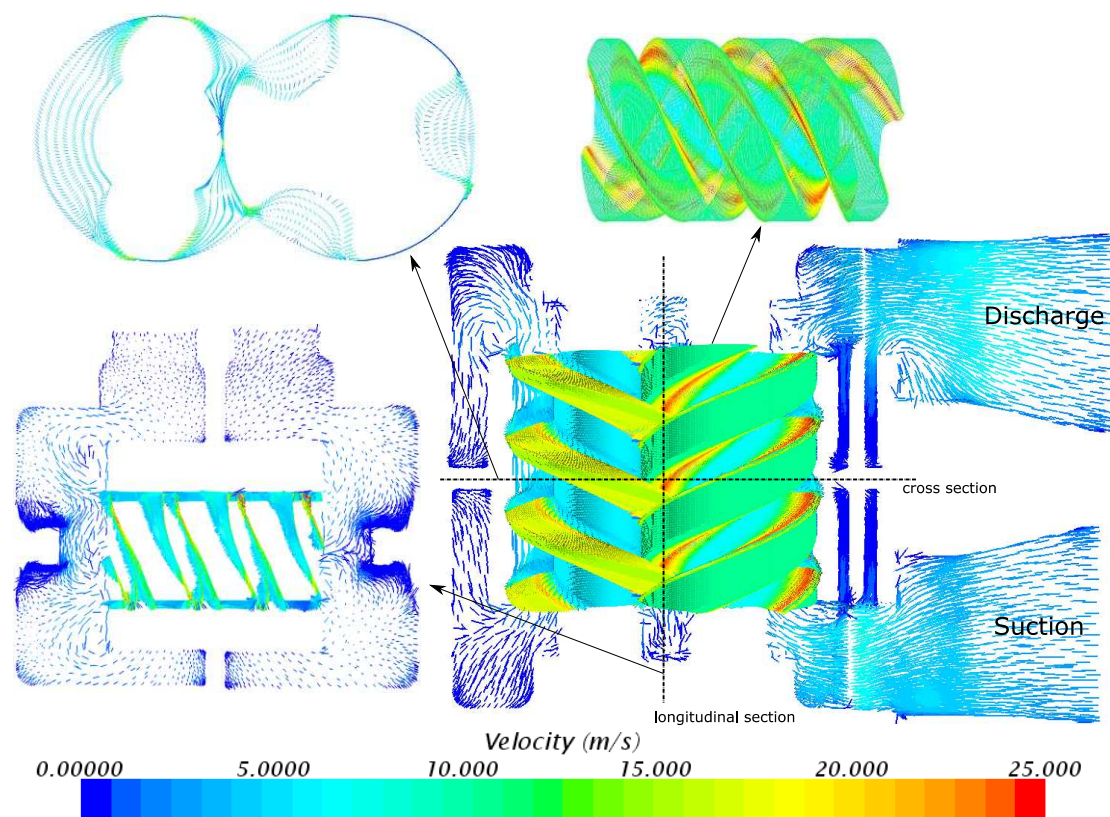 Discharge
cross section
Suction
longitudinal section
Velocity (m/s)
0.00000 5.0000 10.000 15.000 20.000 25.000